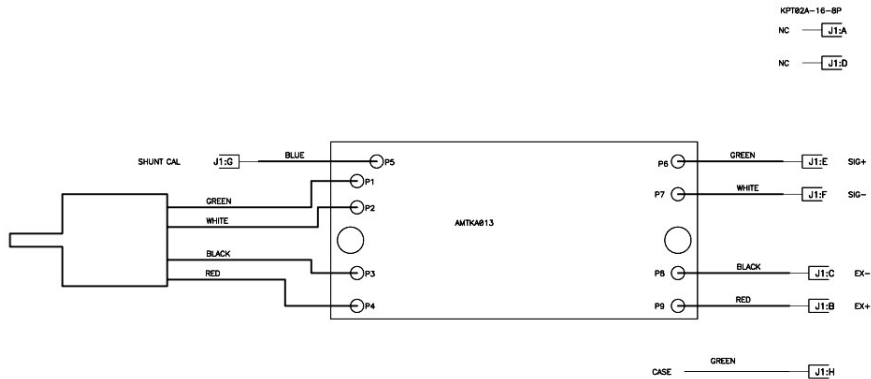 KPT02A-16-8P
NC J1:A
NC J1:D
SHUNT CAL J1:G BLUE P5 P6 GREEN J1:E SIG+
P1
GREEN
WHITE P2 P7 WHITE J1:F SIG-
AMTKA013
BLACK P3 P8 BLACK J1:C EX-
RED P4 P9 RED J1:B EX+
CASE GREEN J1:H